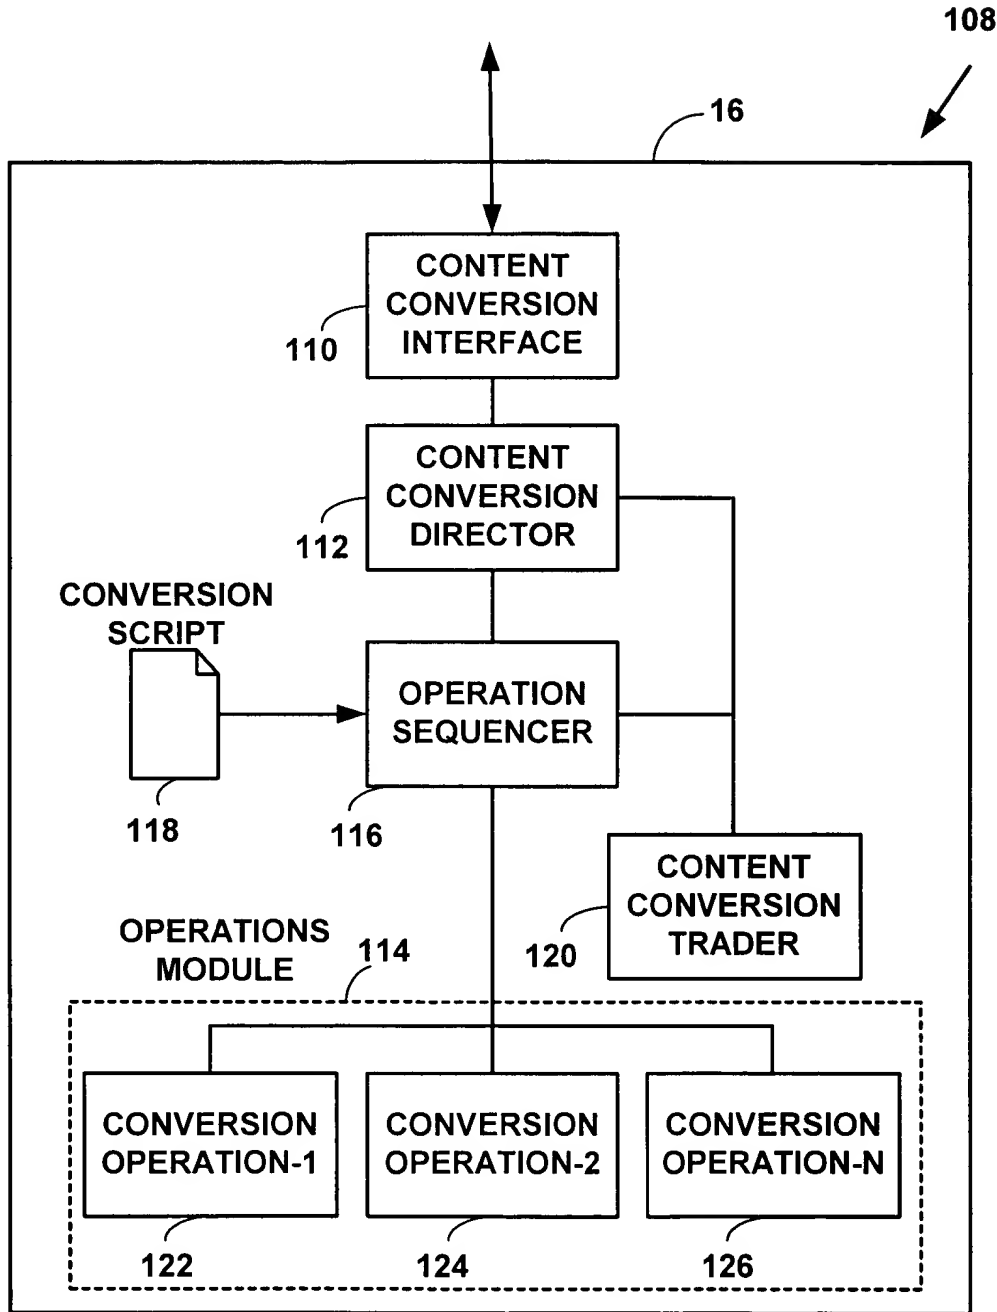 108
16
CONTENT
CONVERSION
INTERFACE
110
CONTENT
CONVERSION
DIRECTOR
112
CONVERSION
SCRIPT
OPERATION
SEQUENCER
118
116
CONTENT
CONVERSION
TRADER
120
OPERATIONS
MODULE
114
CONVERSION
OPERATION-1
CONVERSION
OPERATION-2
CONVERSION
OPERATION-N
122
124
126